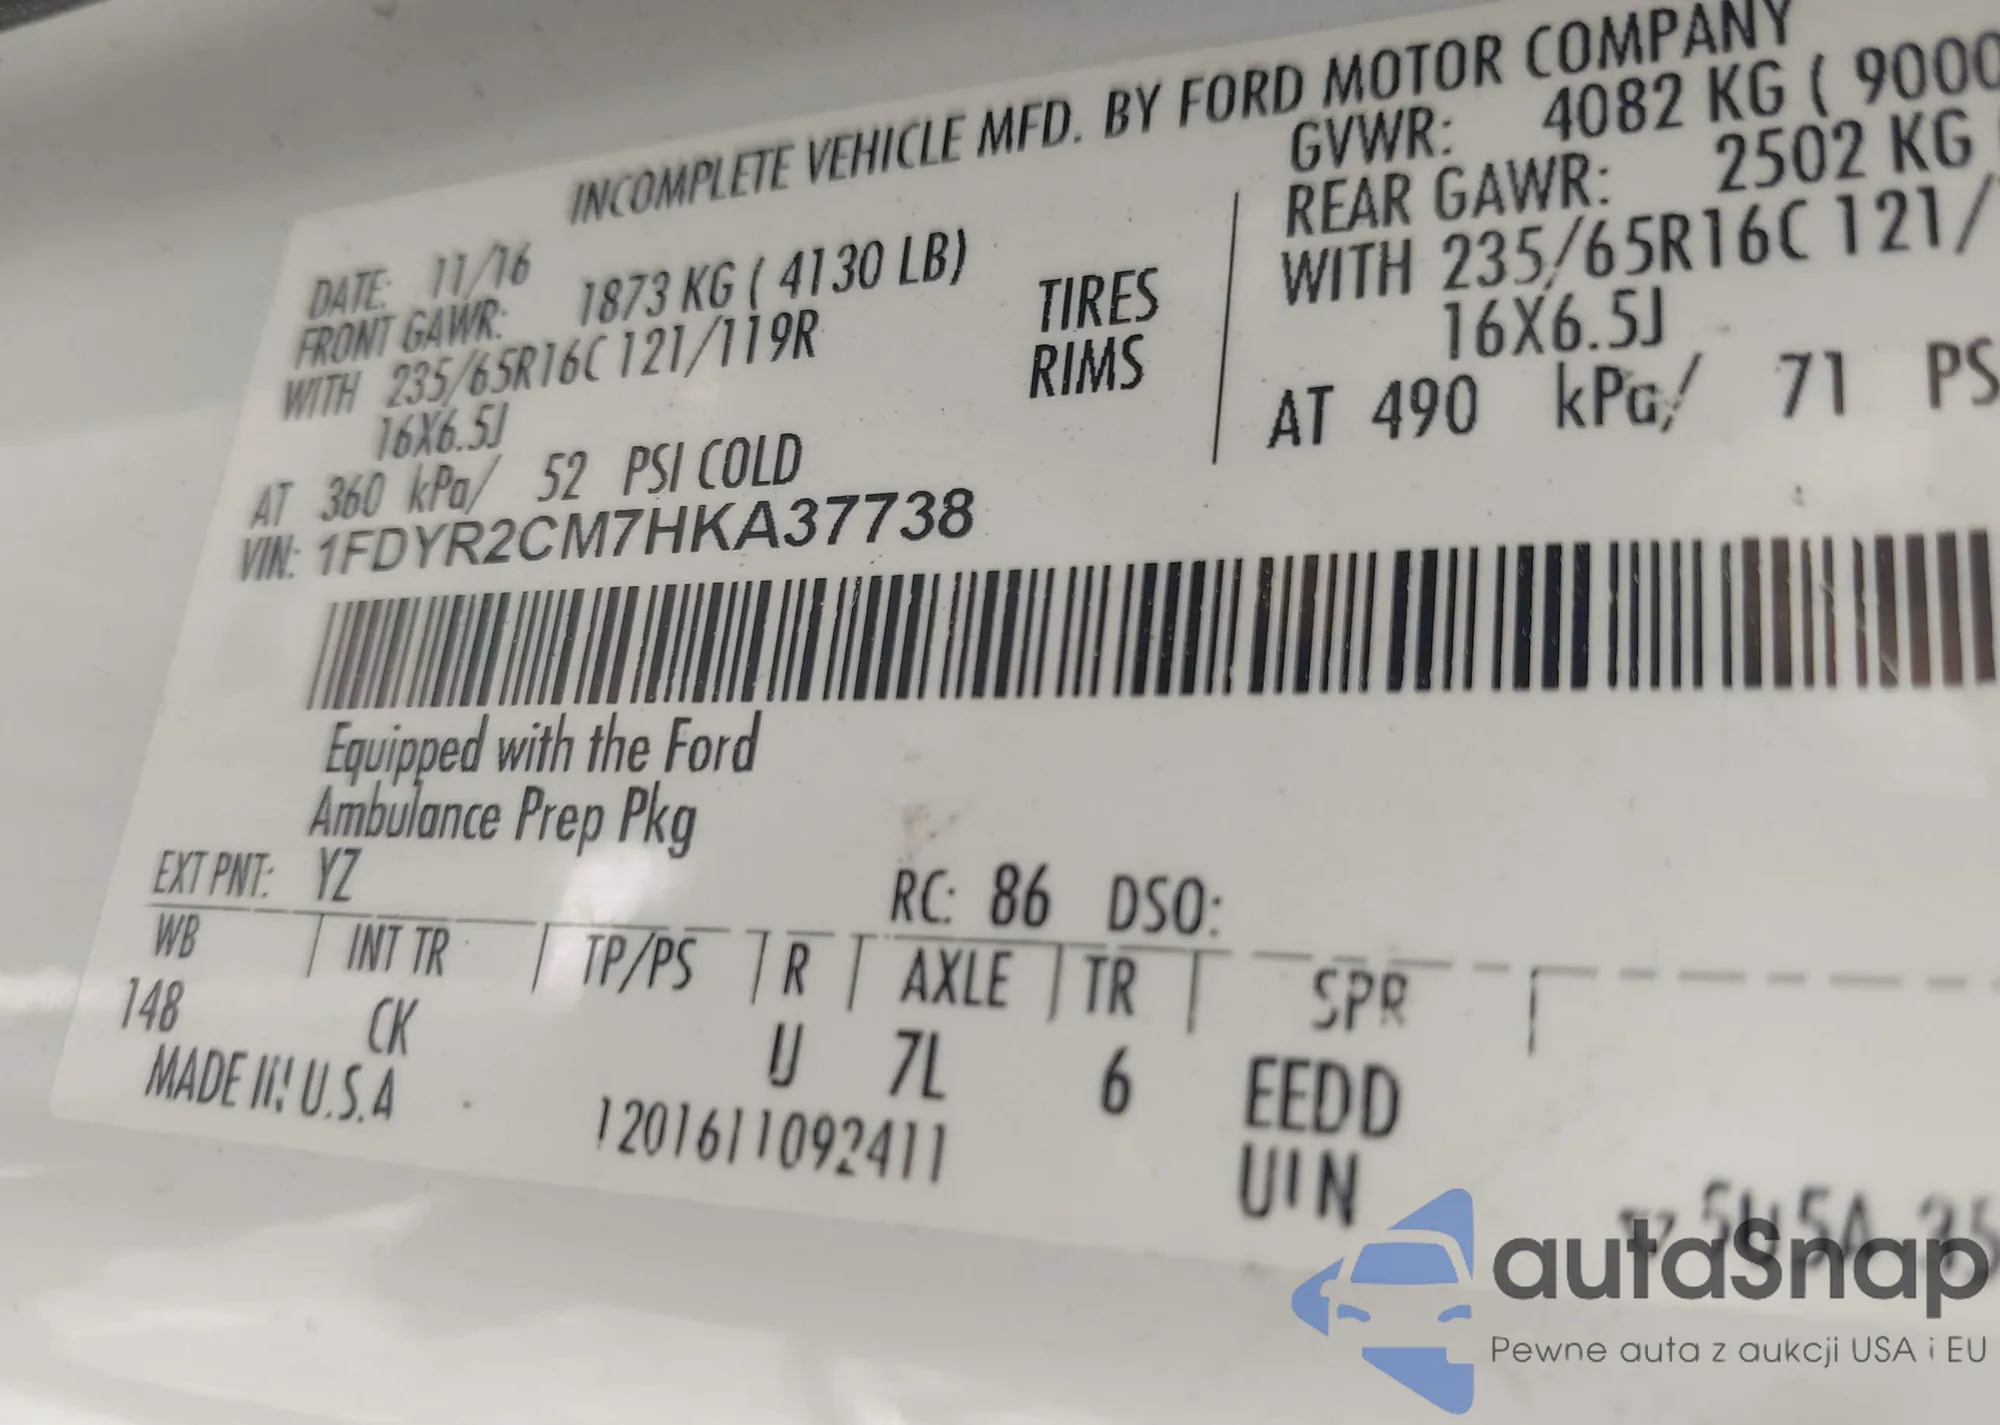 INCOMPLETE VEHICLE MFD. BY FORD MOTOR COMPANY
DATE: 11/16
GVWR: 4082 KG ( 9000
FRONT GAWR: 1873 KG ( 4130 LB)
REAR GAWR: 2502 KG
WITH 235/65R16C 121/119R
TIRES
WITH 235/65R16C 121/
16X6.5J
RIMS
16X6.5J
AT 360 kPa/ 52 PSI COLD
AT 490 kPa/ 71 PS
VIN: 1FDYR2CM7HKA37738
Equipped with the Ford
Ambulance Prep Pkg
EXT PNT: YZ RC: 86 DSO:
WB INT TR TP/PS R AXLE TR SPR
148 CK U 7L 6 EEDD
MADE IN U.S.A 1201611092411 UIN
autaSnap
Pewne auta z aukcji USA i EU